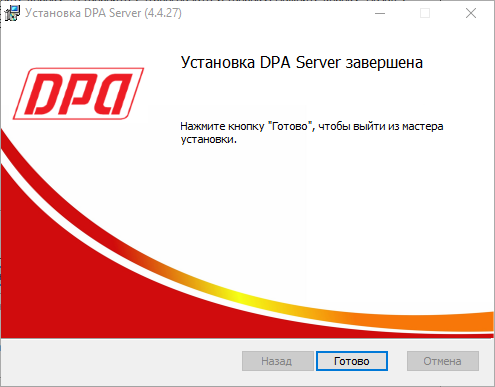 Установка DPA Server (4.4.27)
DPA
Установка DPA Server завершена
Нажмите кнопку "Готово", чтобы выйти из мастера
установки.
Назад
Готово
Отмена